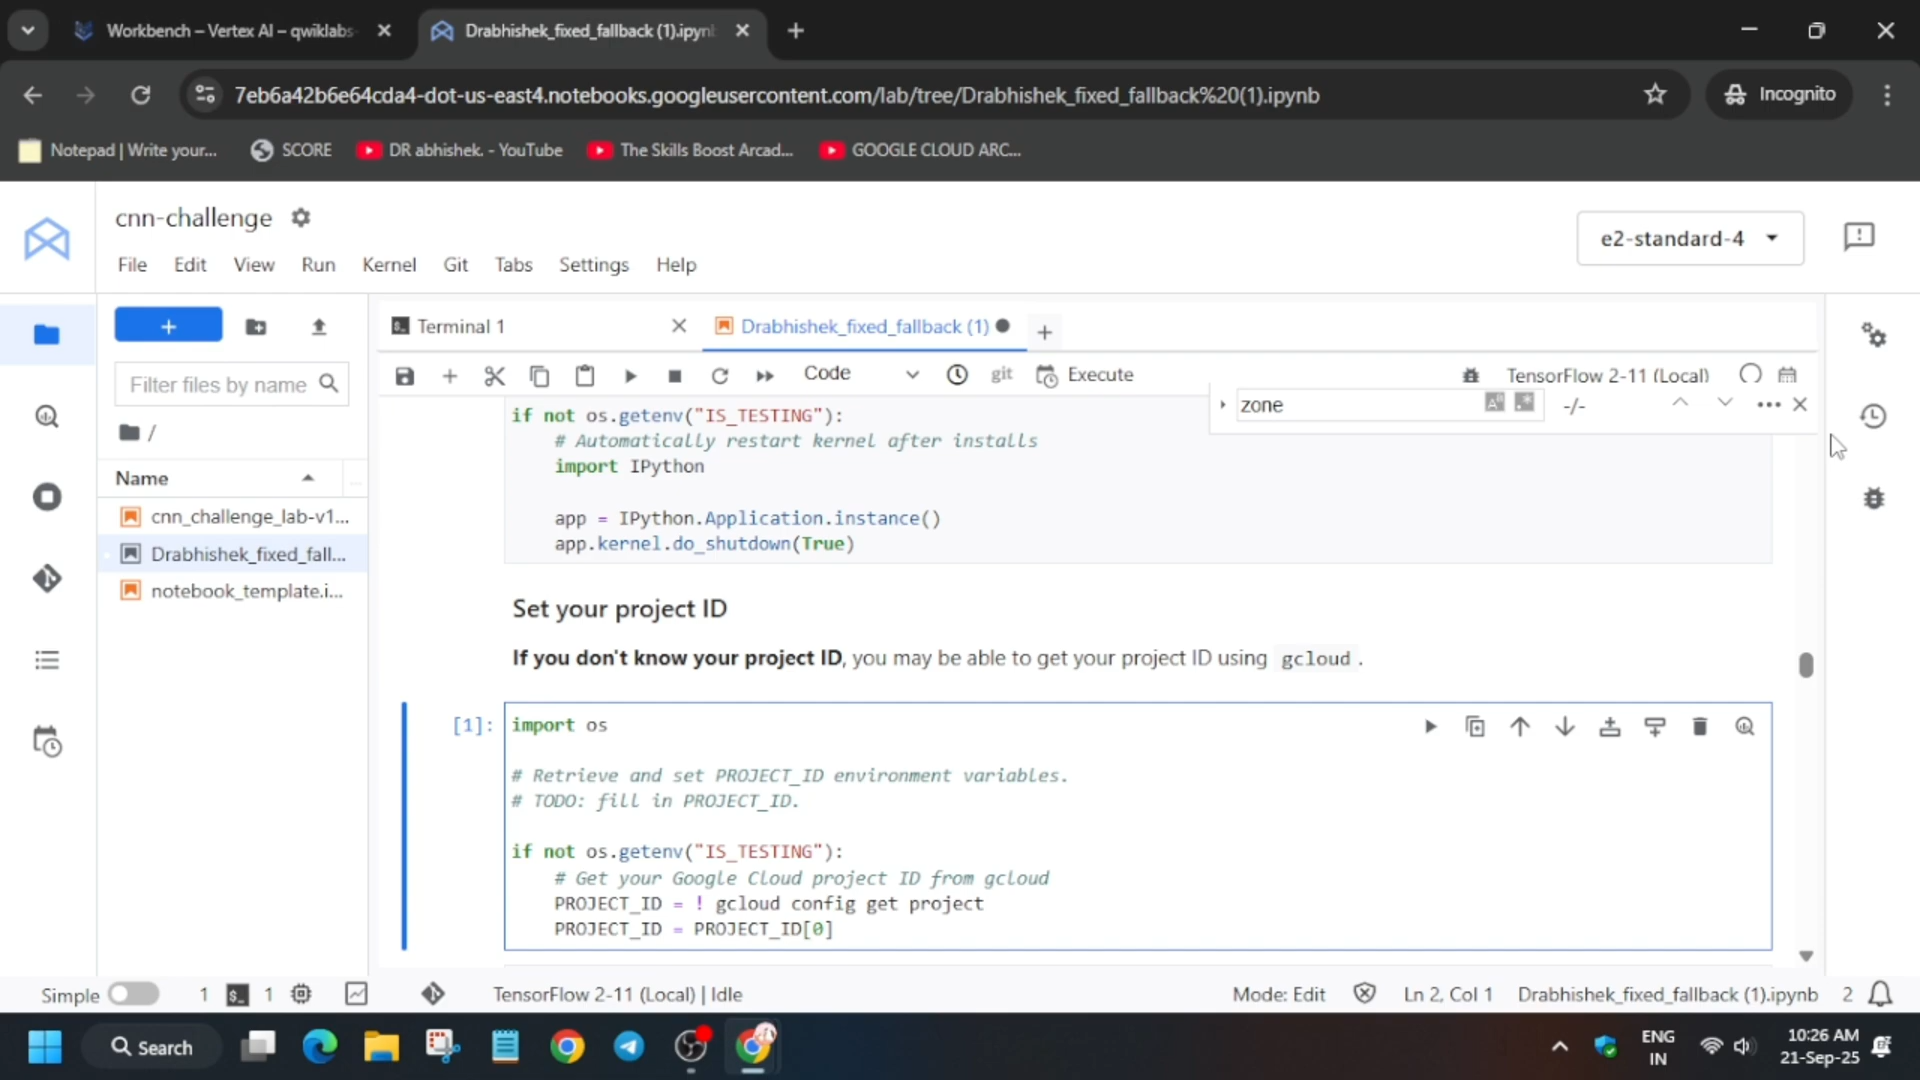 Workbench – Vertex AI – qwiklabs-
Drabhishek_fixed_fallback (1).ipyn
7eb6a42b6e64cda4-dot-us-east4.notebooks.googleusercontent.com/lab/tree/Drabhishek_fixed_fallback%20(1).ipynb
Incognito
Notepad | Write your...
SCORE
DR abhishek. - YouTube
The Skills Boost Arcad...
GOOGLE CLOUD ARC...
cnn-challenge
e2-standard-4
File Edit View Run Kernel Git Tabs Settings Help
Terminal 1
Drabhishek_fixed_fallback (1)
Filter files by name
Code
git
Execute
TensorFlow 2-11 (Local)
zone
-/-
/
Name
cnn_challenge_lab-v1...
Drabhishek_fixed_fall...
notebook_template.i...
if not os.getenv("IS_TESTING"):
# Automatically restart kernel after installs
import IPython
app = IPython.Application.instance()
app.kernel.do_shutdown(True)
Set your project ID
If you don't know your project ID, you may be able to get your project ID using gcloud .
[1]:
import os
# Retrieve and set PROJECT_ID environment variables.
# TODO: fill in PROJECT_ID.
if not os.getenv("IS_TESTING"):
# Get your Google Cloud project ID from gcloud
PROJECT_ID = ! gcloud config get project
PROJECT_ID = PROJECT_ID[0]
Simple
1
1
TensorFlow 2-11 (Local) | Idle
Mode: Edit
Ln 2, Col 1
Drabhishek_fixed_fallback (1).ipynb
2
Search
ENG
IN
10:26 AM
21-Sep-25